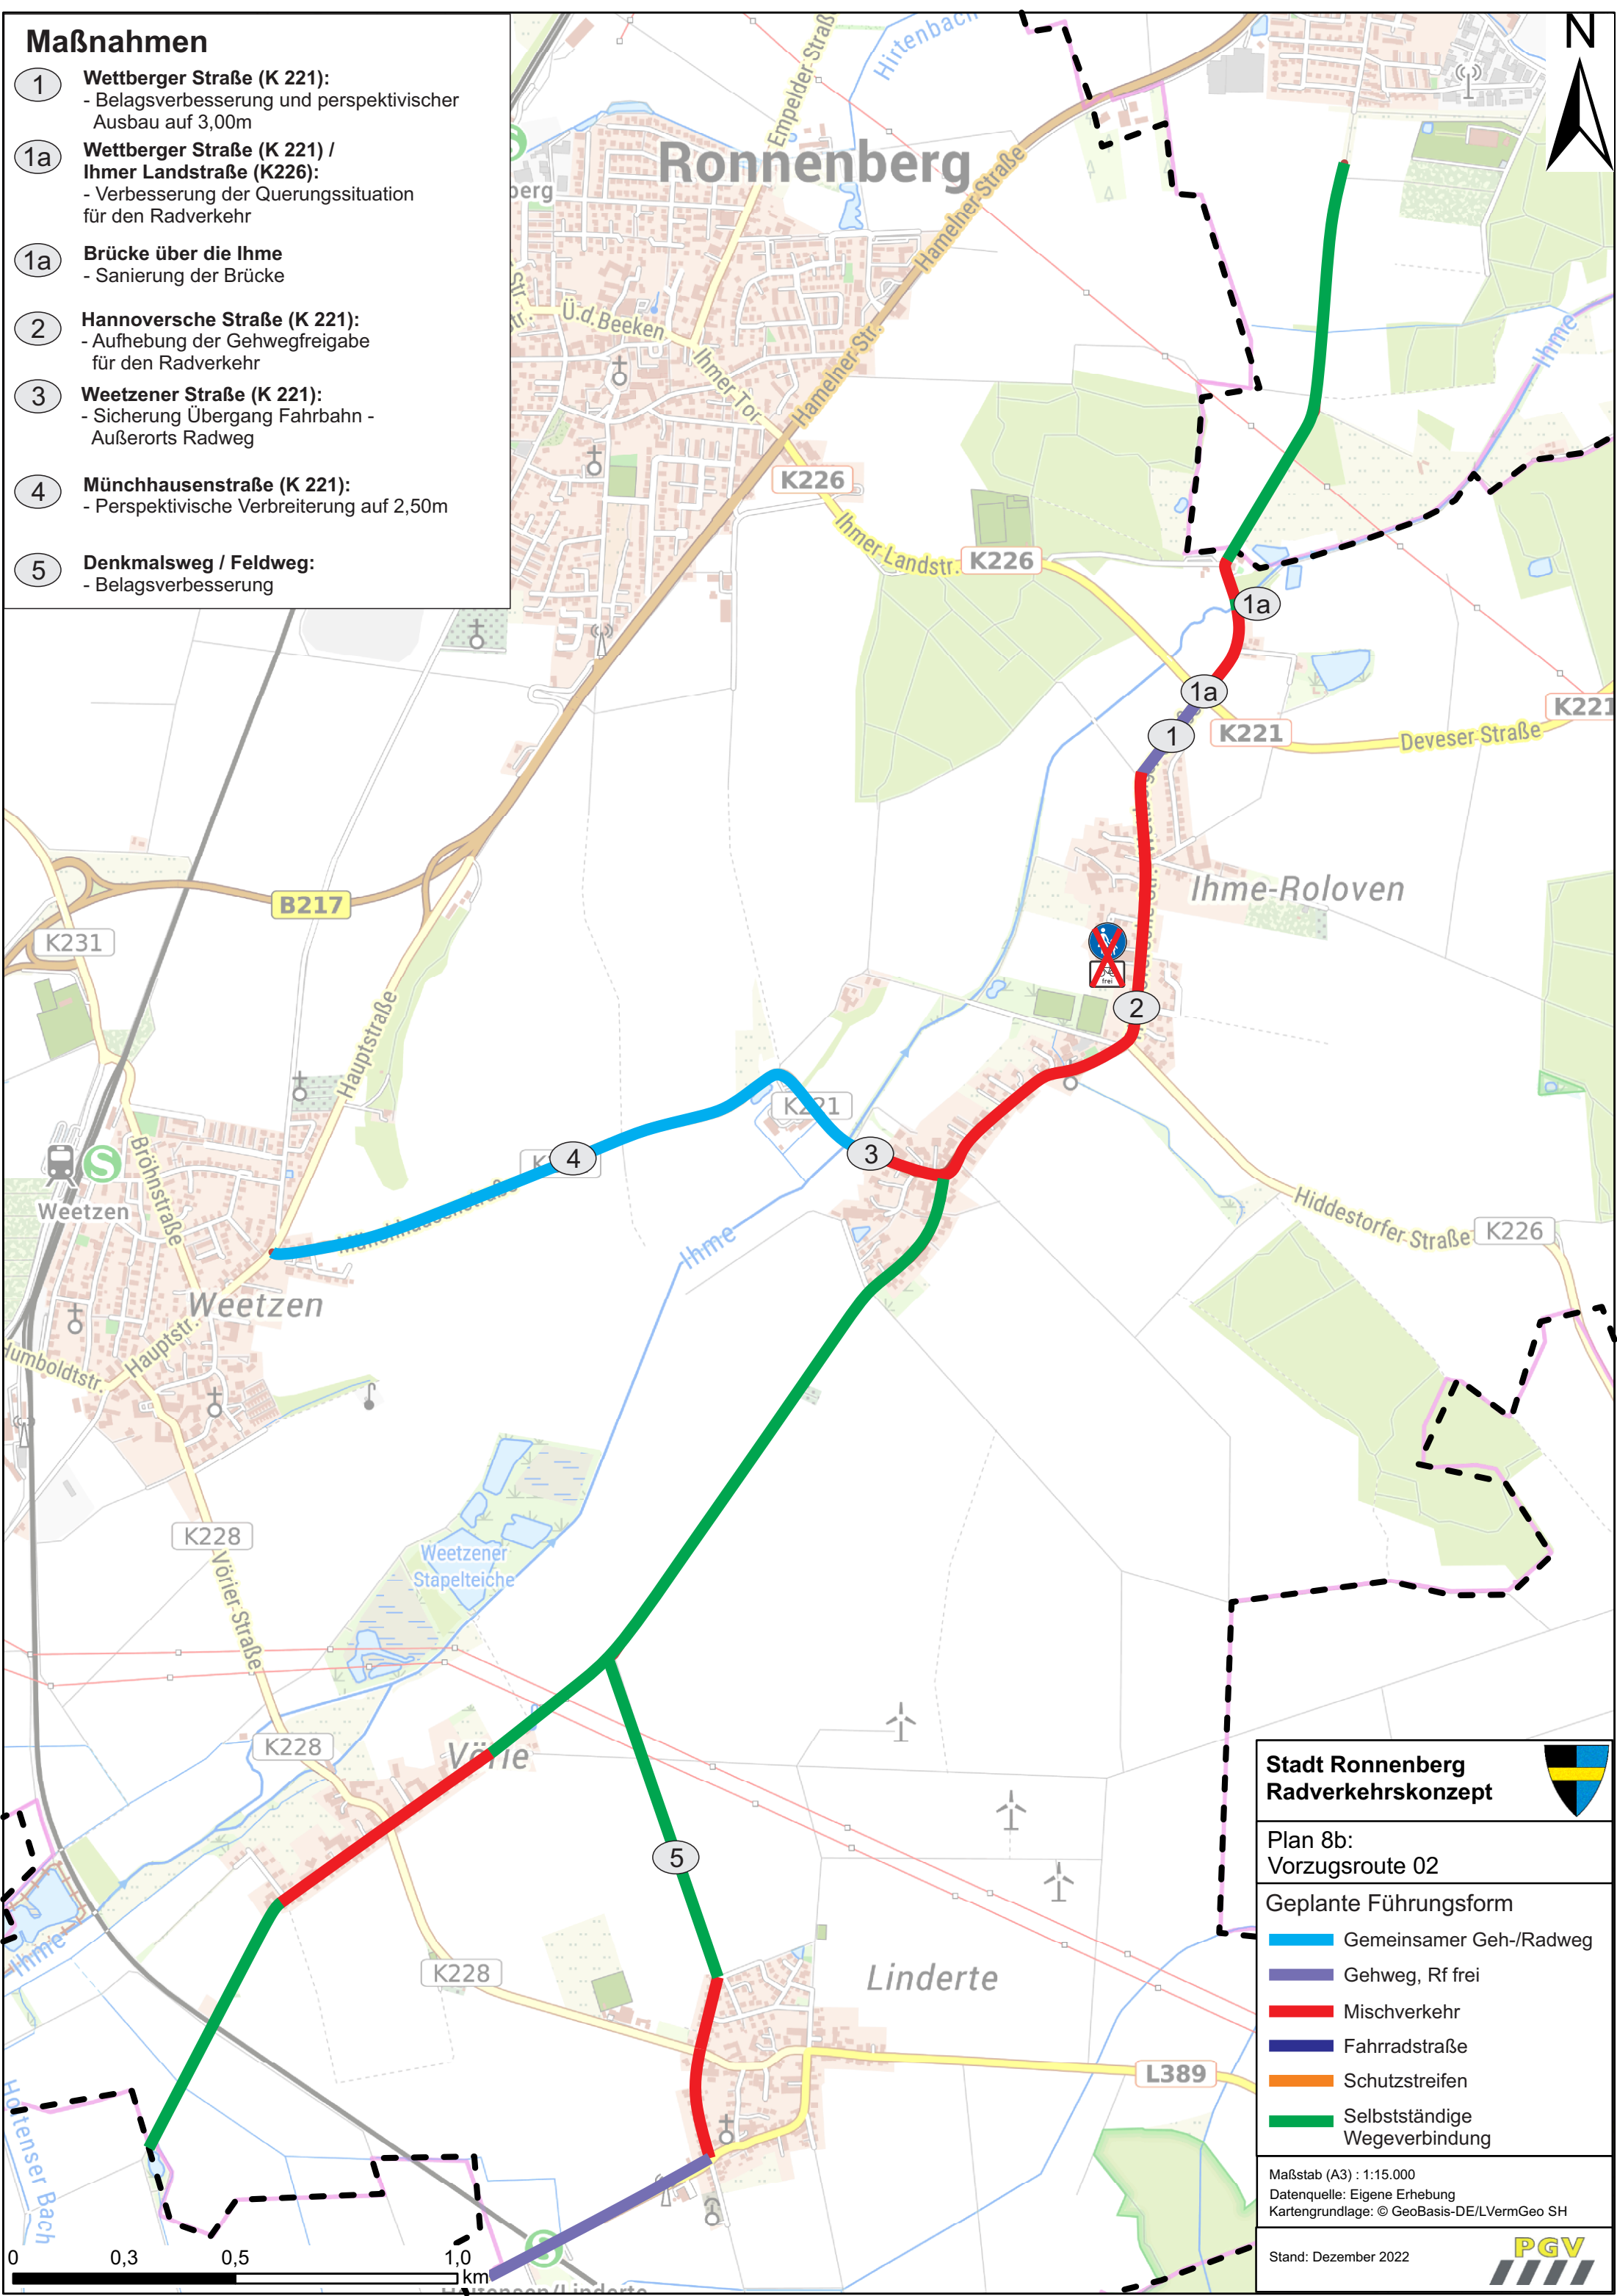 Maßnahmen
1 Wettberger Straße (K 221):
- Belagsverbesserung und perspektivischer
Ausbau auf 3,00m
1a Wettberger Straße (K 221) /
Ihmer Landstraße (K226):
- Verbesserung der Querungssituation
für den Radverkehr
1a Brücke über die Ihme
- Sanierung der Brücke
2 Hannoversche Straße (K 221):
- Aufhebung der Gehwegfreigabe
für den Radverkehr
3 Weetzener Straße (K 221):
- Sicherung Übergang Fahrbahn -
Außerorts Radweg
4 Münchhausenstraße (K 221):
- Perspektivische Verbreiterung auf 2,50m
5 Denkmalsweg / Feldweg:
- Belagsverbesserung
N
Hirtenbach
Empelder Straße
Ronnenberg
berg
Hamelner Straße
Str.
Ü.d.Beeken
Ihmer Tor
Hamelner Str.
Ihme
K226
Ihmer Landstr.
K226
1a
1a
K221
1
K221
Deveser Straße
B217
K231
Ihme-Roloven
frei
2
Hauptstraße
K221
3
4
Bröhnstraße
S
Weetzen
Hiddestorfer Straße
K226
Ihme
Weetzen
Hauptstr.
Humboldtstr.
K228
Vörier Straße
Weetzener
Stapelteiche
K228
Vörie
5
Ihme
K228
Linderte
L389
Hottenser Bach
S
0 0,3 0,5 1,0
km
Stadt Ronnenberg
Radverkehrskonzept
Plan 8b:
Vorzugsroute 02
Geplante Führungsform
Gemeinsamer Geh-/Radweg
Gehweg, Rf frei
Mischverkehr
Fahrradstraße
Schutzstreifen
Selbstständige
Wegeverbindung
Maßstab (A3) : 1:15.000
Datenquelle: Eigene Erhebung
Kartengrundlage: © GeoBasis-DE/LVermGeo SH
Stand: Dezember 2022
PGV